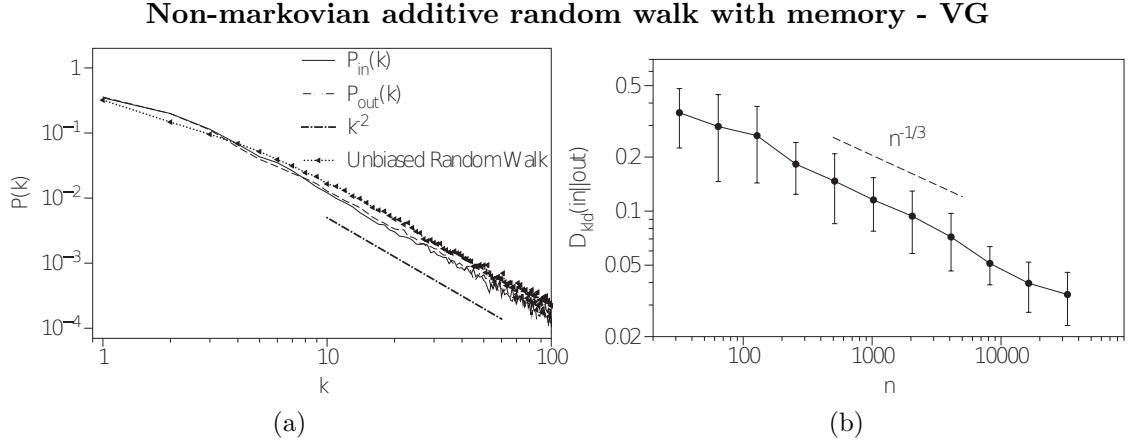 Non-markovian additive random walk with memory - VG
P_in(k)
P_out(k)
k^-2
Unbiased Random Walk
1
10^-1
10^-2
10^-3
10^-4
P(k)
1
10
100
k
(a)
b)
n^-1/3
0.5
0.2
0.1
0.05
0.02
D_kld(in||out)
100
1000
10000
n
(b)